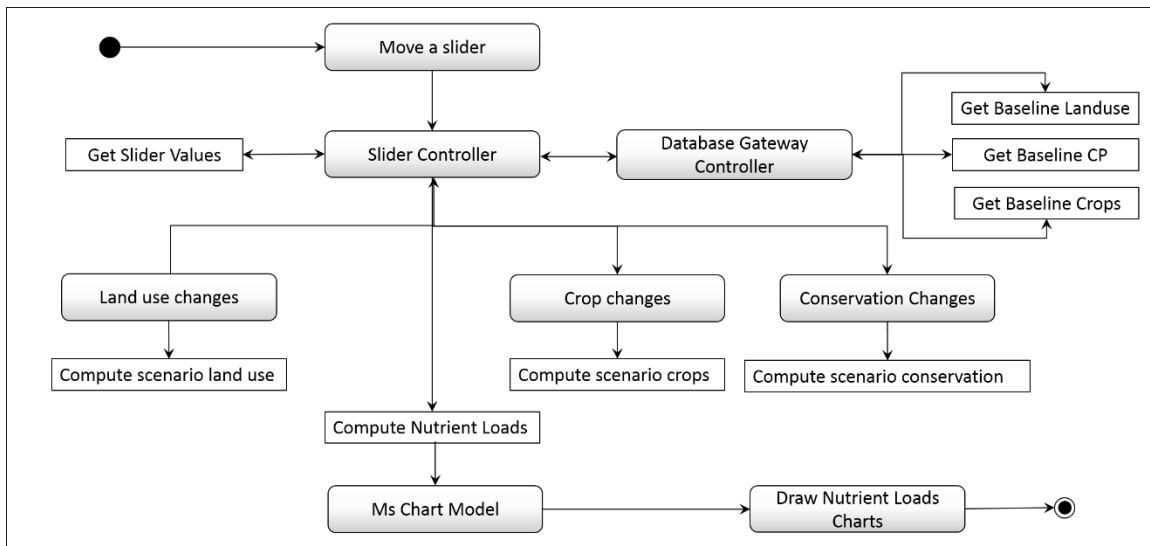 Move a slider
Get Baseline Landuse
Get Slider Values
Slider Controller
Database Gateway
Controller
Get Baseline CP
Get Baseline Crops
Land use changes
Crop changes
Conservation Changes
Compute scenario land use
Compute scenario crops
Compute scenario conservation
Compute Nutrient Loads
Ms Chart Model
Draw Nutrient Loads
Charts